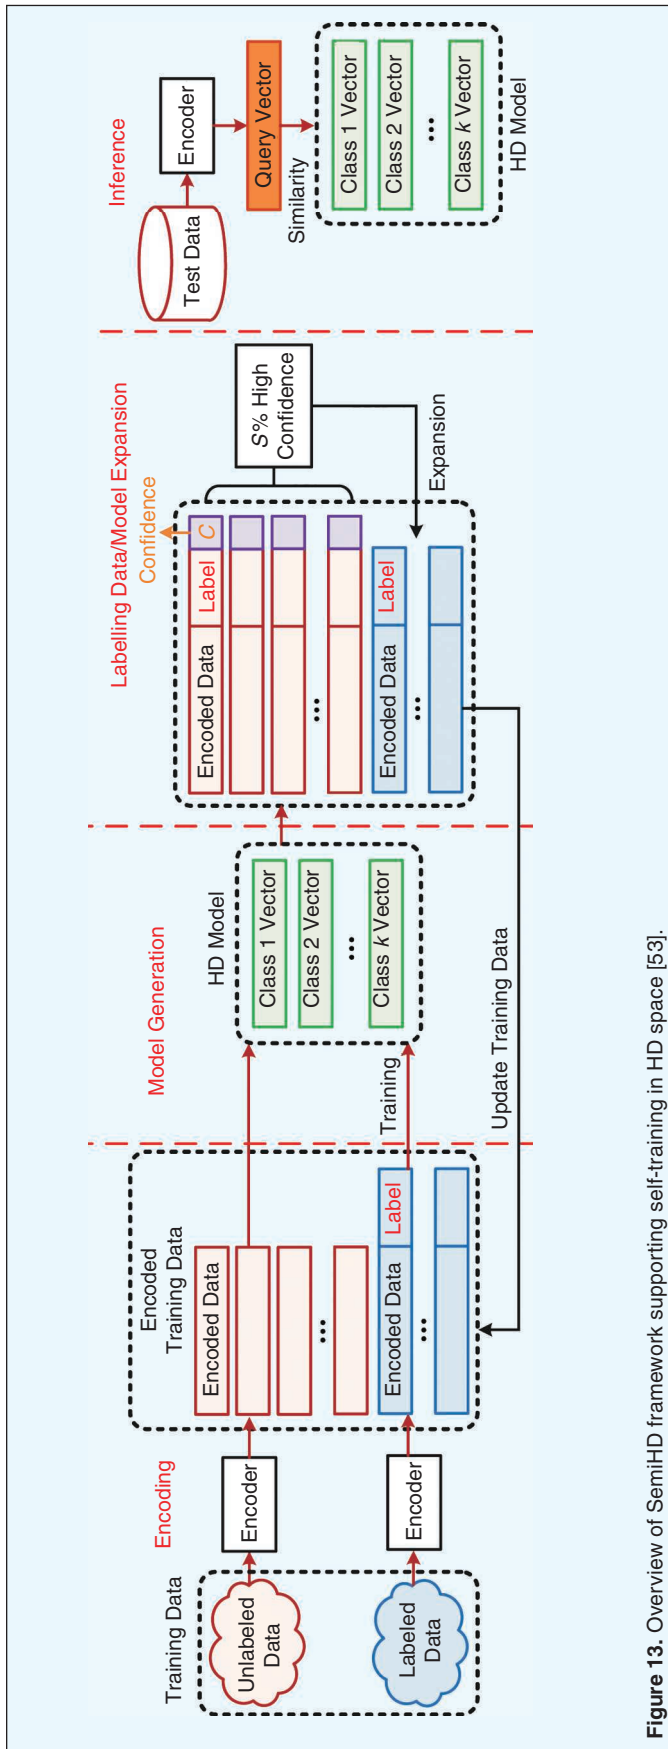 Training Data
Unlabeled
Data
Labeled
Data
Encoding
Encoder
Encoder
Encoded
Training Data
Encoded Data
...
Encoded Data
Label
...
Model Generation
HD Model
Class 1 Vector
Class 2 Vector
...
Class k Vector
Training
Update Training Data
Labelling Data/Model Expansion
Confidence
Encoded Data
Label
C
...
Encoded Data
Label
...
S% High
Confidence
Expansion
Inference
Test Data
Encoder
Query Vector
Similarity
Class 1 Vector
Class 2 Vector
...
Class k Vector
HD Model
Figure 13. Overview of SemiHD framework supporting self-training in HD space [53].